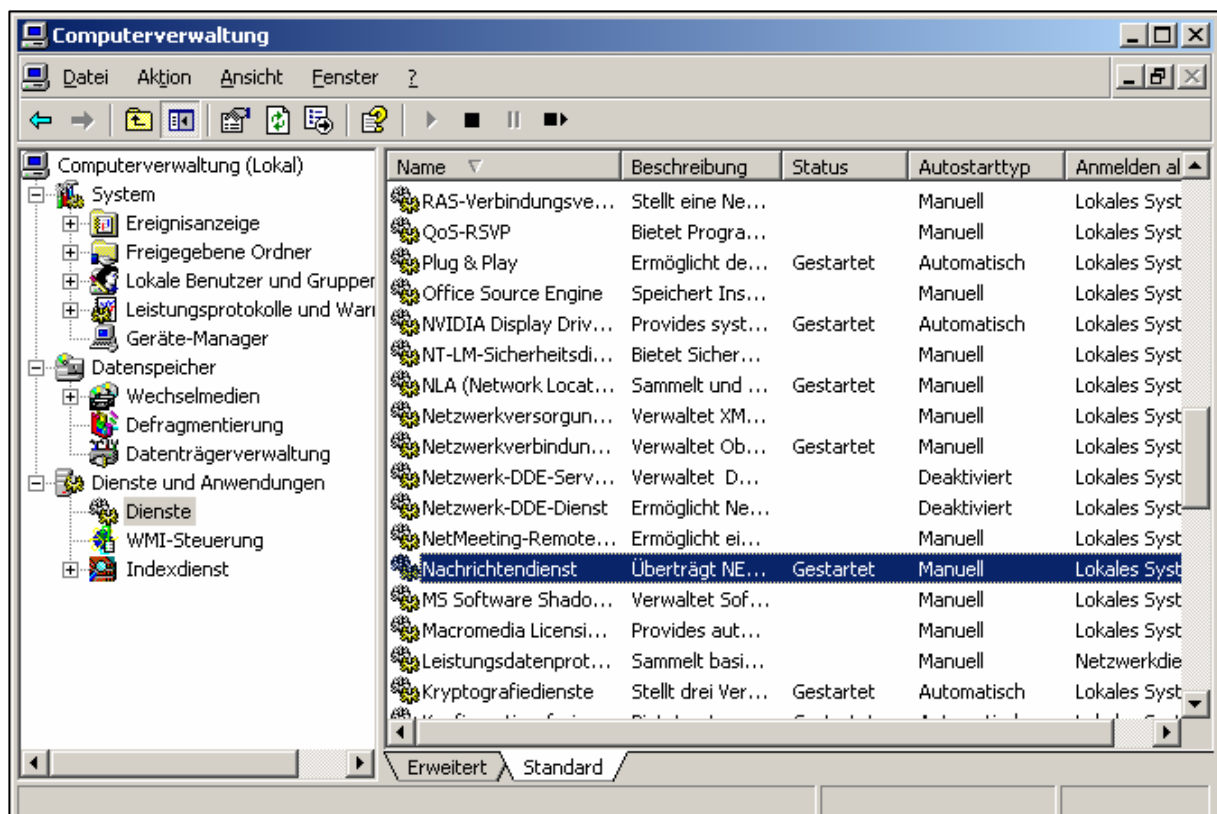 Computerverwaltung
Datei Aktion Ansicht Fenster ?
Computerverwaltung (Lokal)
System
Ereignisanzeige
Freigegebene Ordner
Lokale Benutzer und Gruppen
Leistungsprotokolle und Warn
Geräte-Manager
Datenspeicher
Wechselmedien
Defragmentierung
Datenträgerverwaltung
Dienste und Anwendungen
Dienste
WMI-Steuerung
Indexdienst
Name Beschreibung Status Autostarttyp Anmelden al
RAS-Verbindungsve... Stellt eine Ne... Manuell Lokales Syst
QoS-RSVP Bietet Progra... Manuell Lokales Syst
Plug & Play Ermöglicht de... Gestartet Automatisch Lokales Syst
Office Source Engine Speichert Ins... Manuell Lokales Syst
NVIDIA Display Driv... Provides syst... Gestartet Automatisch Lokales Syst
NT-LM-Sicherheitsdi... Bietet Sicher... Manuell Lokales Syst
NLA (Network Locat... Sammelt und ... Gestartet Manuell Lokales Syst
Netzwerkversorgun... Verwaltet XM... Manuell Lokales Syst
Netzwerkverbindun... Verwaltet Ob... Gestartet Manuell Lokales Syst
Netzwerk-DDE-Serv... Verwaltet D... Deaktiviert Lokales Syst
Netzwerk-DDE-Dienst Ermöglicht Ne... Deaktiviert Lokales Syst
NetMeeting-Remote... Ermöglicht ei... Manuell Lokales Syst
Nachrichtendienst Überträgt NE... Gestartet Manuell Lokales Syst
MS Software Shado... Verwaltet Sof... Manuell Lokales Syst
Macromedia Licensi... Provides aut... Manuell Lokales Syst
Leistungsdatenprot... Sammelt basi... Manuell Netzwerkdie
Kryptografiedienste Stellt drei Ver... Gestartet Automatisch Lokales Syst
Erweitert Standard